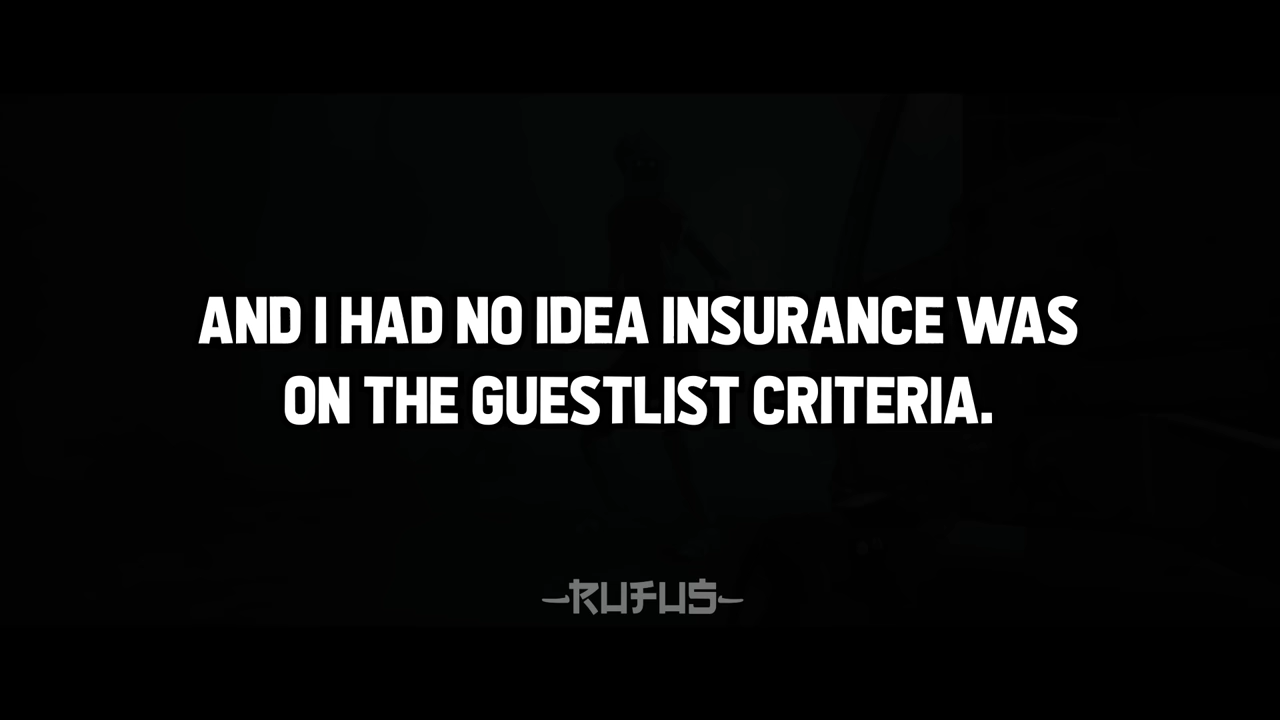 AND I HAD NO IDEA INSURANCE WAS
ON THE GUESTLIST CRITERIA.
RUFUS